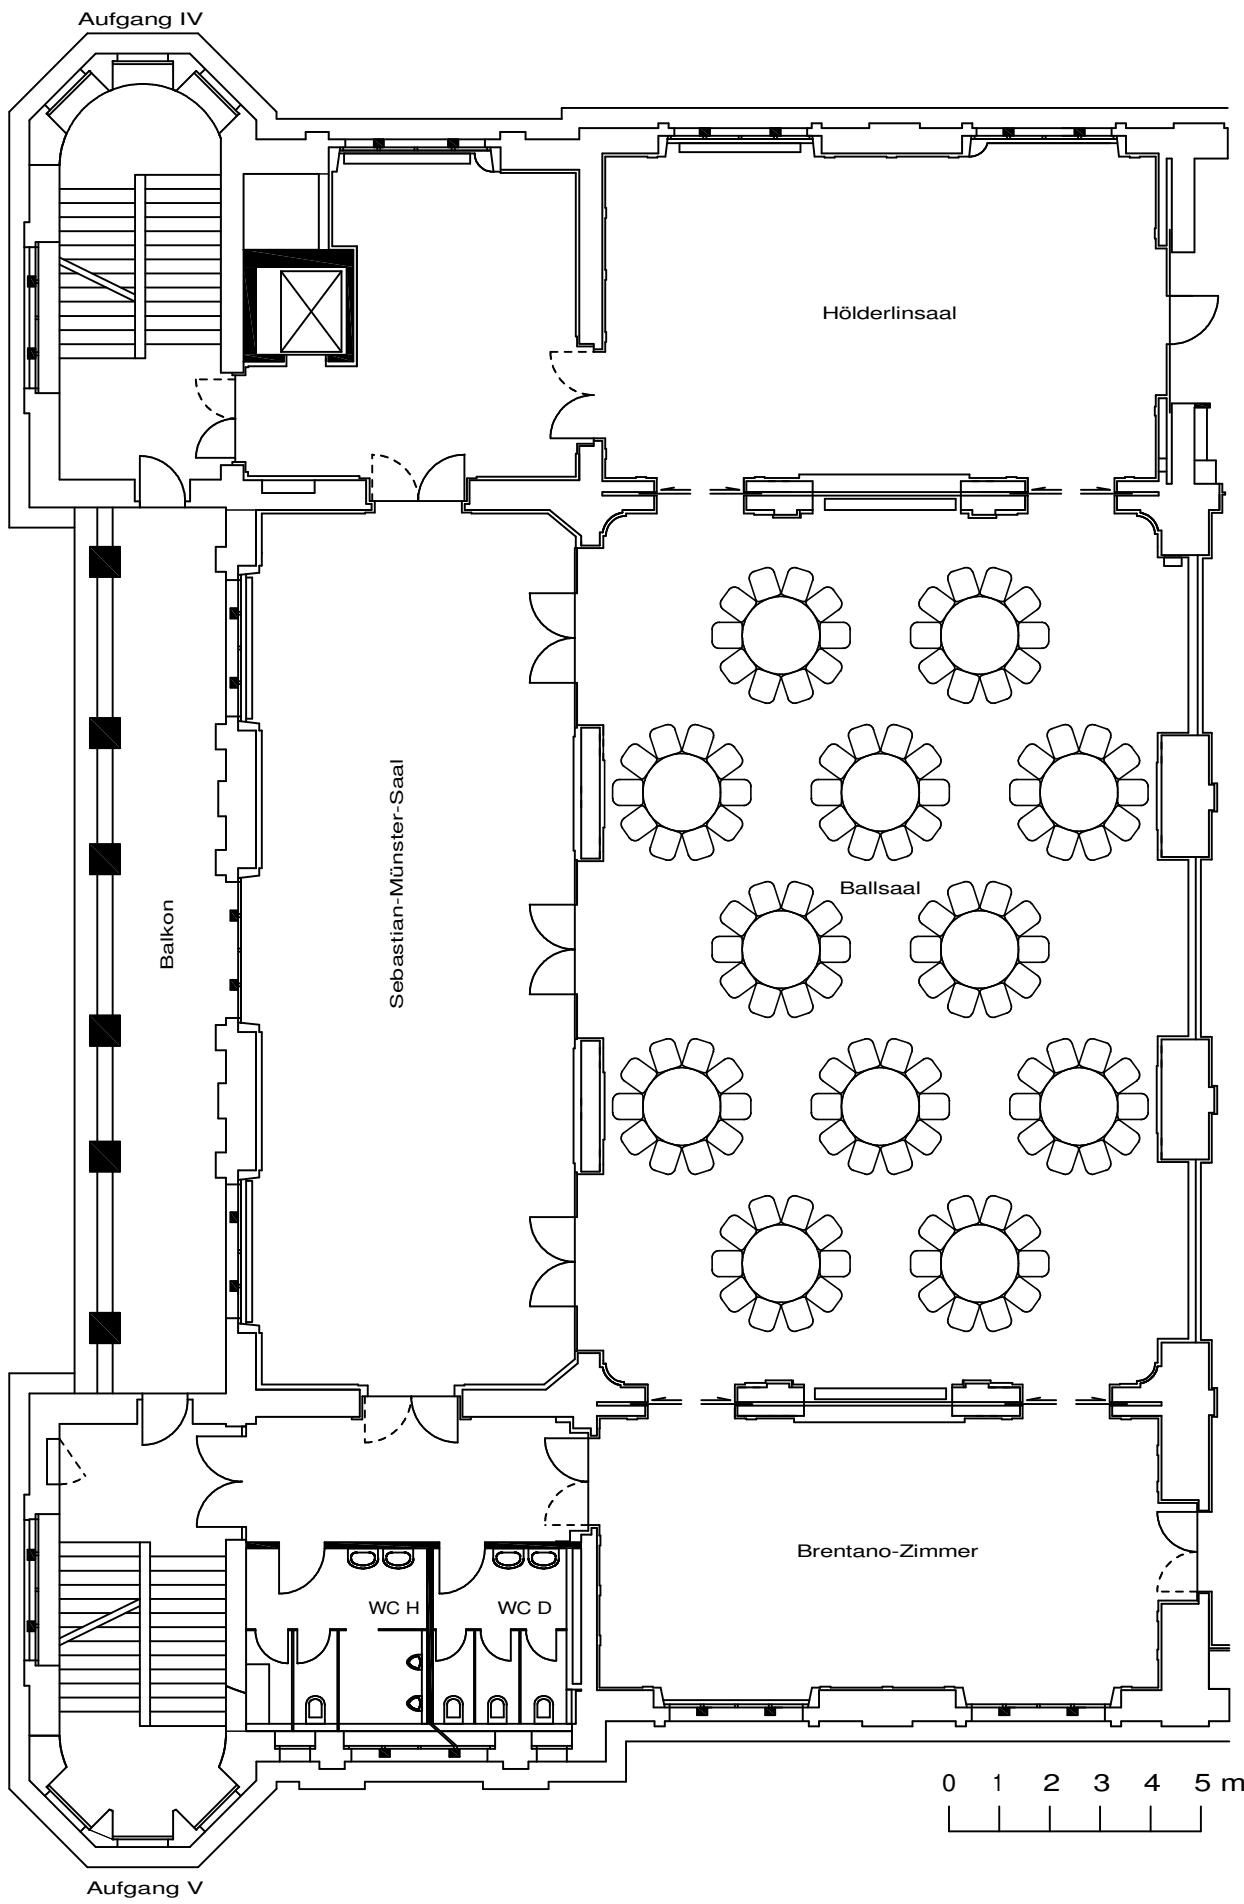 Aufgang IV
Hölderlinsaal
Sebastian-Münster-Saal
Ballsaal
Balkon
Brentano-Zimmer
WC H
WC D
0 1 2 3 4 5 m
Aufgang V